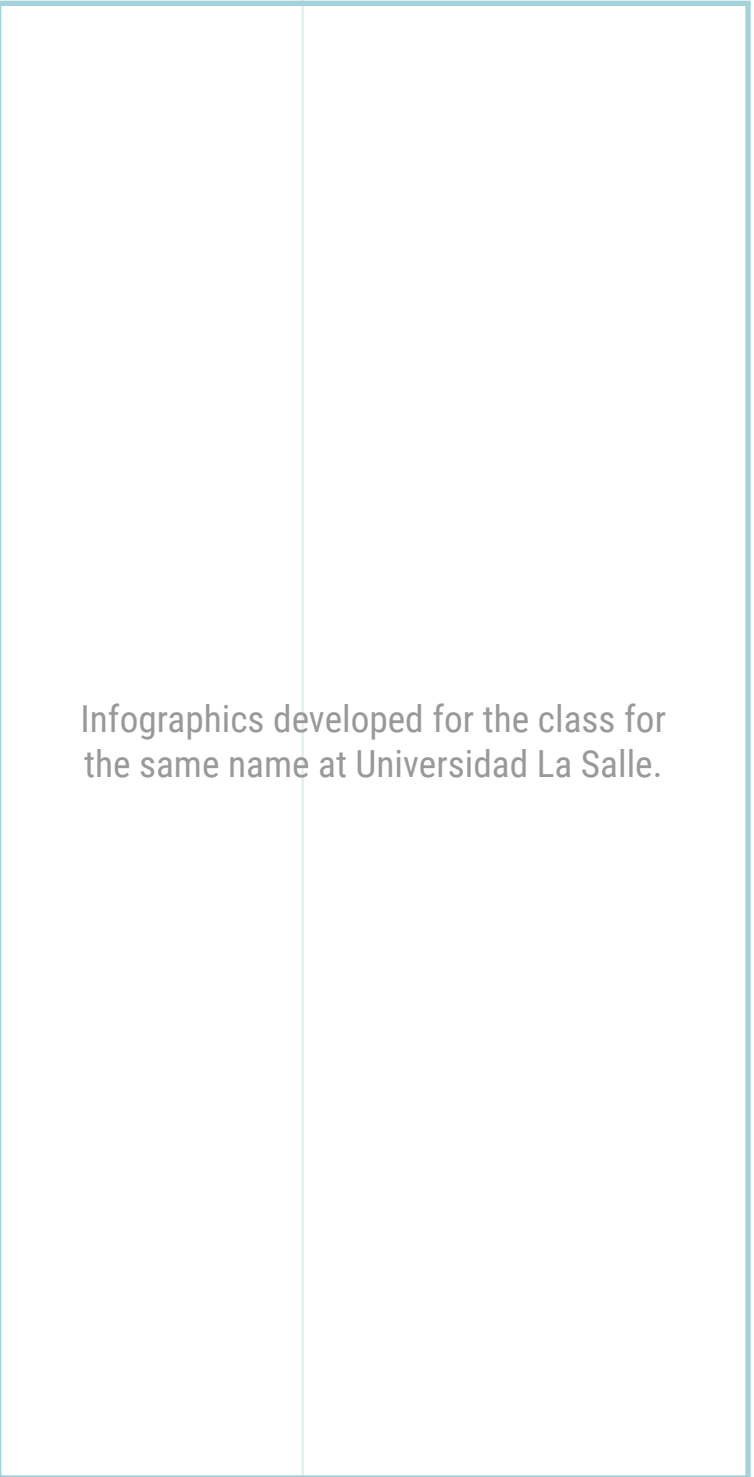 Infographics developed for the class for
the same name at Universidad La Salle.